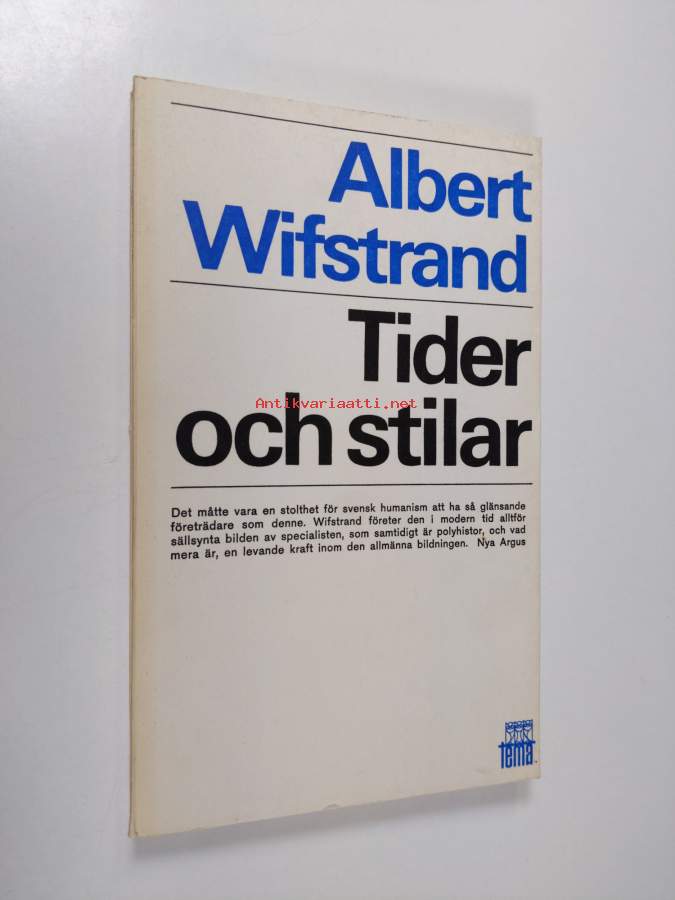 Albert
Wifstrand
Tider
Antikvariaatti.net
och stilar
Det måtte vara en stolthet för svensk humanism att ha så glänsande
företrädare som denne. Wifstrand företer den i modern tid alltför
sällsynta bilden av specialisten, som samtidigt är polyhistor, och vad
mera är, en levande kraft inom den allmänna bildningen. Nya Argus
tema